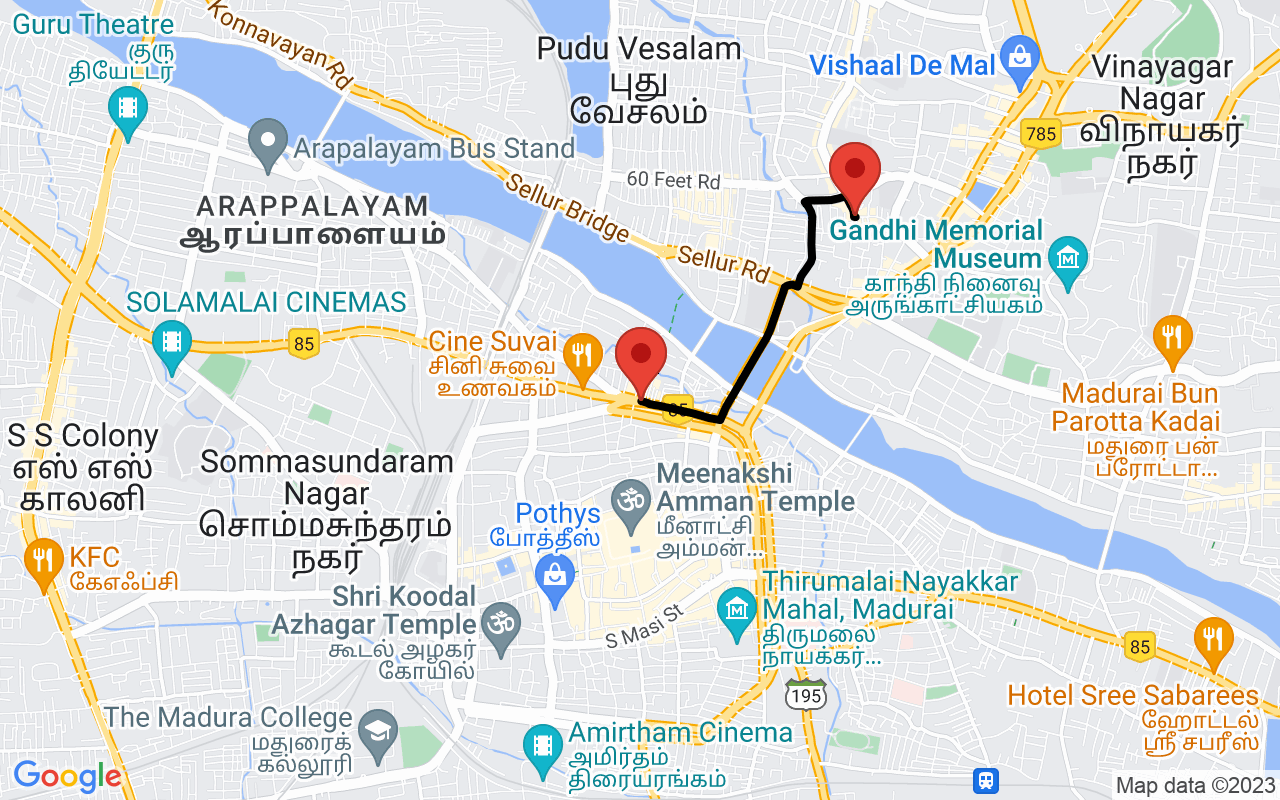 Guru Theatre
குரு
தியேட்டர்
Konnavayan Rd
Pudu Vesalam
புது
வேசலம்
Vishaal De Mal
Vinayagar
Nagar
விநாயகர்
நகர்
785
Arapalayam Bus Stand
60 Feet Rd
Sellur Bridge
ARAPPALAYAM
ஆரப்பாளையம்
Sellur Rd
Gandhi Memorial
Museum
காந்தி நினைவு
அருங்காட்சியகம்
SOLAMALAI CINEMAS
85
Cine Suvai
சினி சுவை
உணவகம்
85
Madurai Bun
Parotta Kadai
மதுரை பன்
ப்ரோட்டா...
S S Colony
எஸ் எஸ்
காலனி
Sommasundaram
Nagar
சொம்மசுந்தரம்
நகர்
Meenakshi
Amman Temple
மீனாட்சி
அம்மன்...
Pothys
போத்தீஸ்
KFC
கேஎஃப்சி
Thirumalai Nayakkar
Mahal, Madurai
திருமலை
நாயக்கர்...
Shri Koodal
Azhagar Temple
கூடல் அழகர்
கோயில்
S Masi St
85
195
Hotel Sree Sabarees
ஹோட்டல்
ஸ்ரீ சபரீஸ்
The Madura College
மதுரைக்
கல்லூரி
Amirtham Cinema
அமிர்தம்
திரையரங்கம்
Google
Map data ©2023